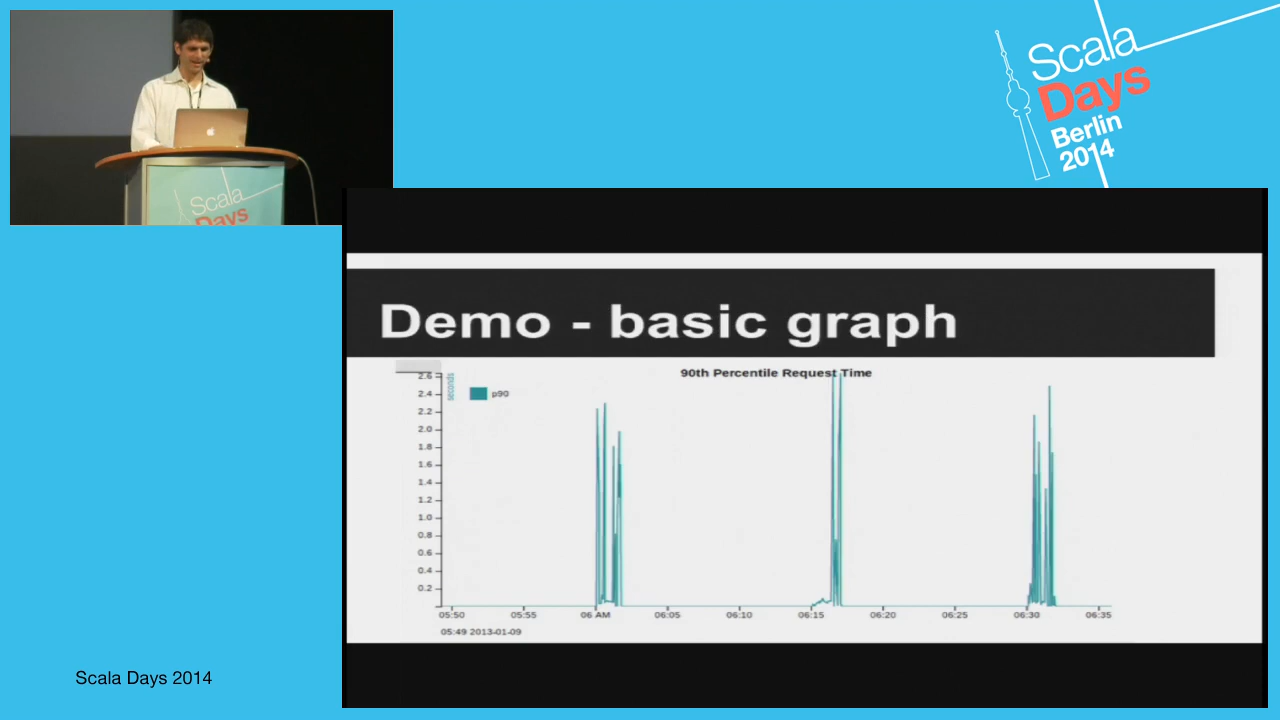 Scala
Days
Berlin
2014
Scala
Days
Demo - basic graph
90th Percentile Request Time
seconds
p90
2.6
2.4
2.2
2.0
1.8
1.6
1.4
1.2
1.0
0.8
0.6
0.4
0.2
05:50 05:55 06 AM 06:05 06:10 06:15 06:20 06:25 06:30 06:35
05:49 2013-01-09
Scala Days 2014